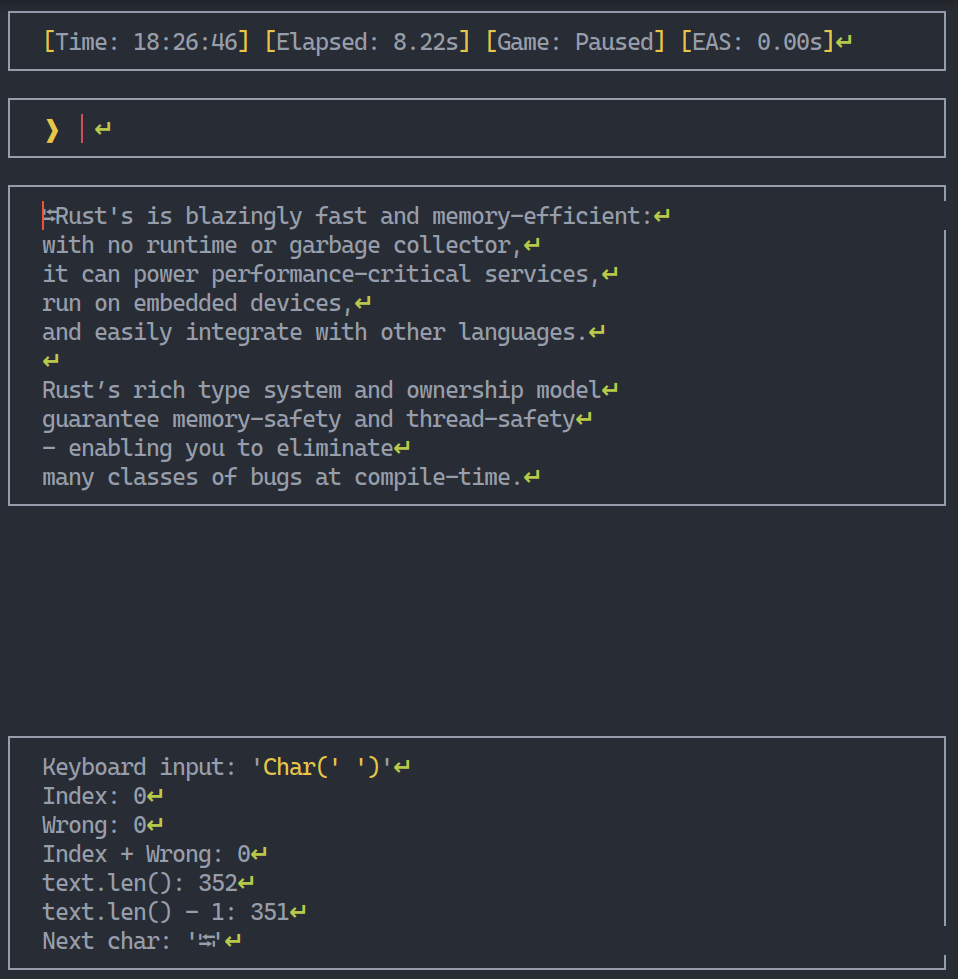 [Time: 18:26:46] [Elapsed: 8.22s] [Game: Paused] [EAS: 0.00s]↵
❯ ↵
⭾Rust's is blazingly fast and memory-efficient:↵
with no runtime or garbage collector,↵
it can power performance-critical services,↵
run on embedded devices,↵
and easily integrate with other languages.↵
↵
Rust’s rich type system and ownership model↵
guarantee memory-safety and thread-safety↵
- enabling you to eliminate↵
many classes of bugs at compile-time.↵
Keyboard input: 'Char(' ')'↵
Index: 0↵
Wrong: 0↵
Index + Wrong: 0↵
text.len(): 352↵
text.len() - 1: 351↵
Next char: '⭾'↵